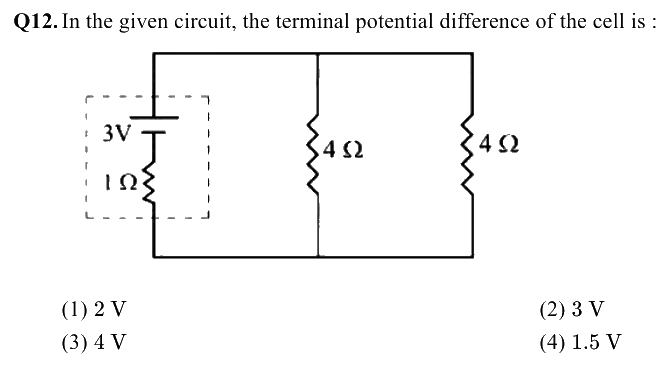 Q12. In the given circuit, the terminal potential difference of the cell is :
3V
4 Ω
4 Ω
1 Ω
(1) 2 V
(2) 3 V
(3) 4 V
(4) 1.5 V